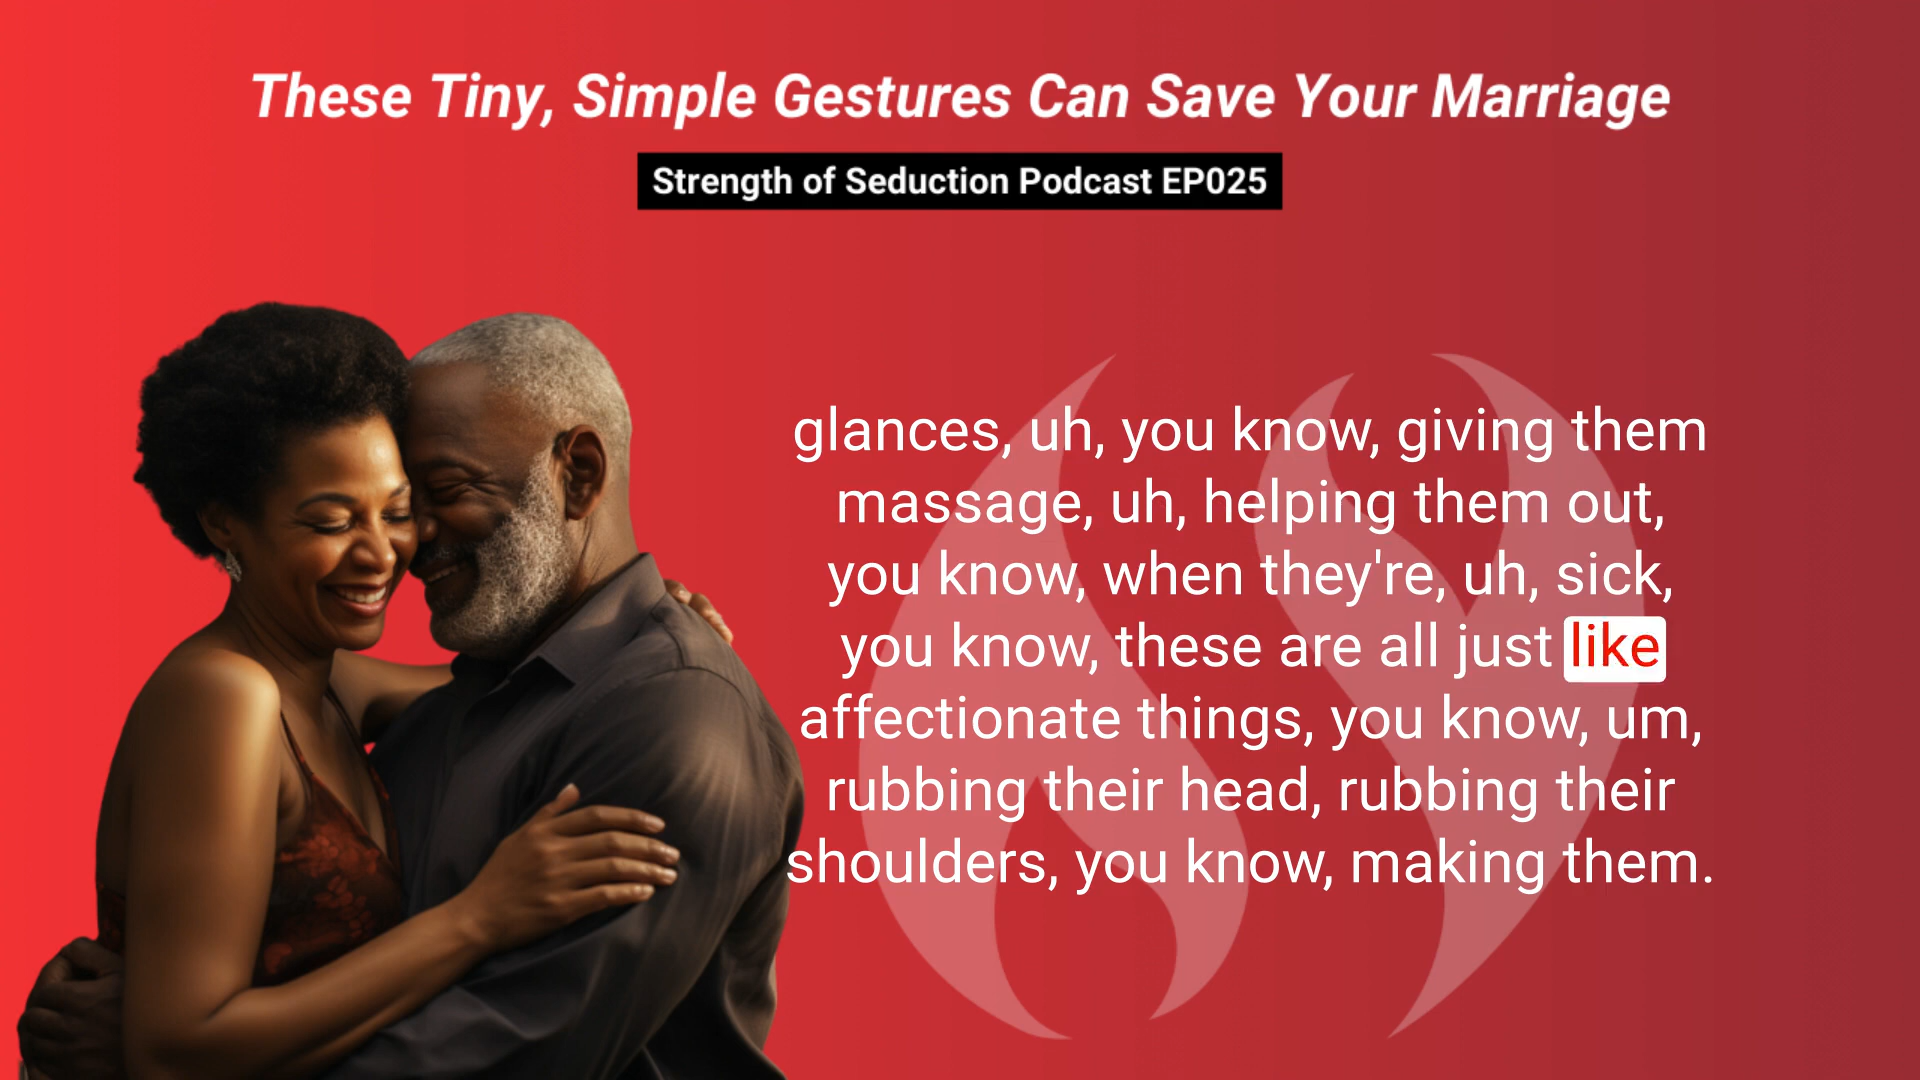 These Tiny, Simple Gestures Can Save Your Marriage
Strength of Seduction Podcast EP025
glances, uh, you know, giving them
massage, uh, helping them out,
you know, when they're, uh, sick,
you know, these are all just like
affectionate things, you know, um,
rubbing their head, rubbing their
shoulders, you know, making them.